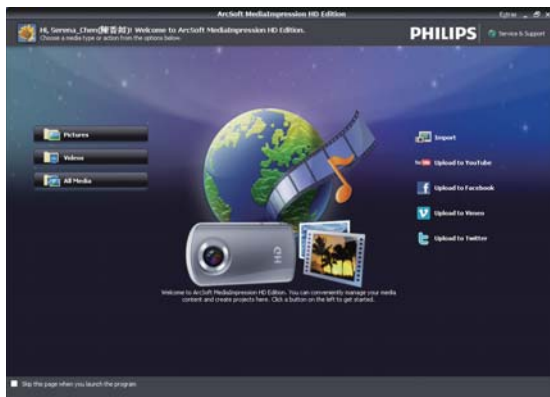 ArcSoft MediaImpression HD Edition
Extras
Hi, Serena_Chen(陳香郁)! Welcome to ArcSoft MediaImpression HD Edition.
Choose a media type or action from the options below.
PHILIPS
Service & Support
Pictures
Videos
All Media
Import
Upload to YouTube
Upload to Facebook
Upload to Vimeo
Upload to Twitter
HD
Welcome to ArcSoft MediaImpression HD Edition. You can conveniently manage your media
content and create projects here. Click a button on the left to get started.
Skip this page when you launch the program